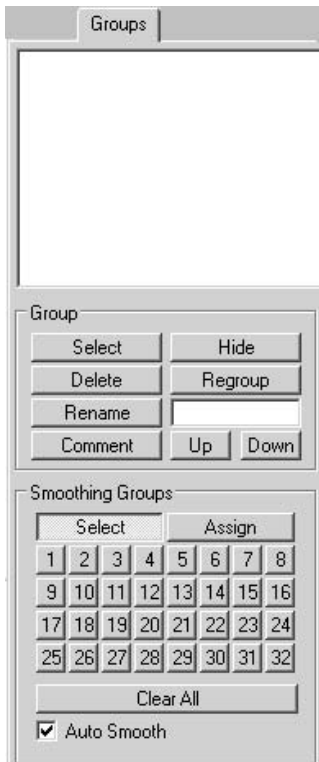 Groups
Group
Select Hide
Delete Regroup
Rename
Comment Up Down
Smoothing Groups
Select Assign
1 2 3 4 5 6 7 8
9 10 11 12 13 14 15 16
17 18 19 20 21 22 23 24
25 26 27 28 29 30 31 32
Clear All
Auto Smooth